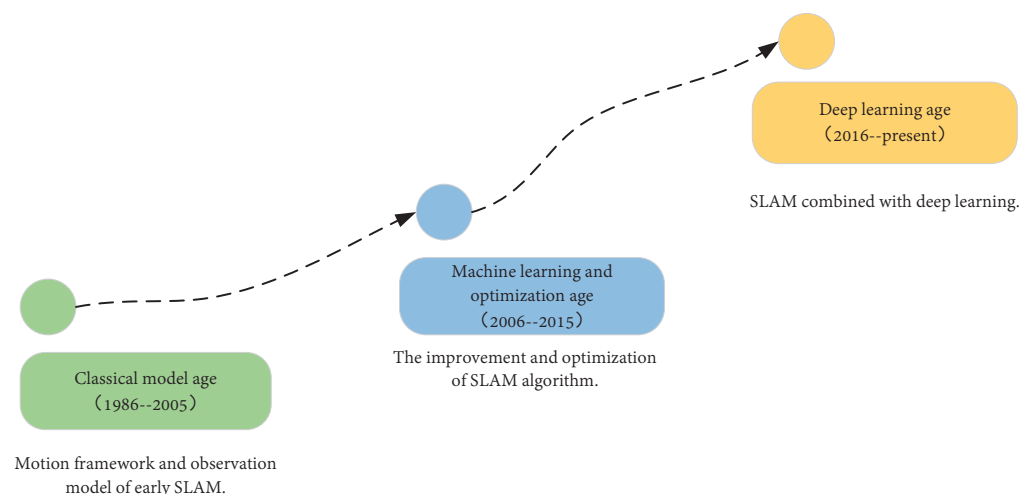 Deep learning age
（2016--present）
SLAM combined with deep learning.
Machine learning and
optimization age
（2006--2015）
The improvement and optimization
of SLAM algorithm.
Classical model age
（1986--2005）
Motion framework and observation
model of early SLAM.